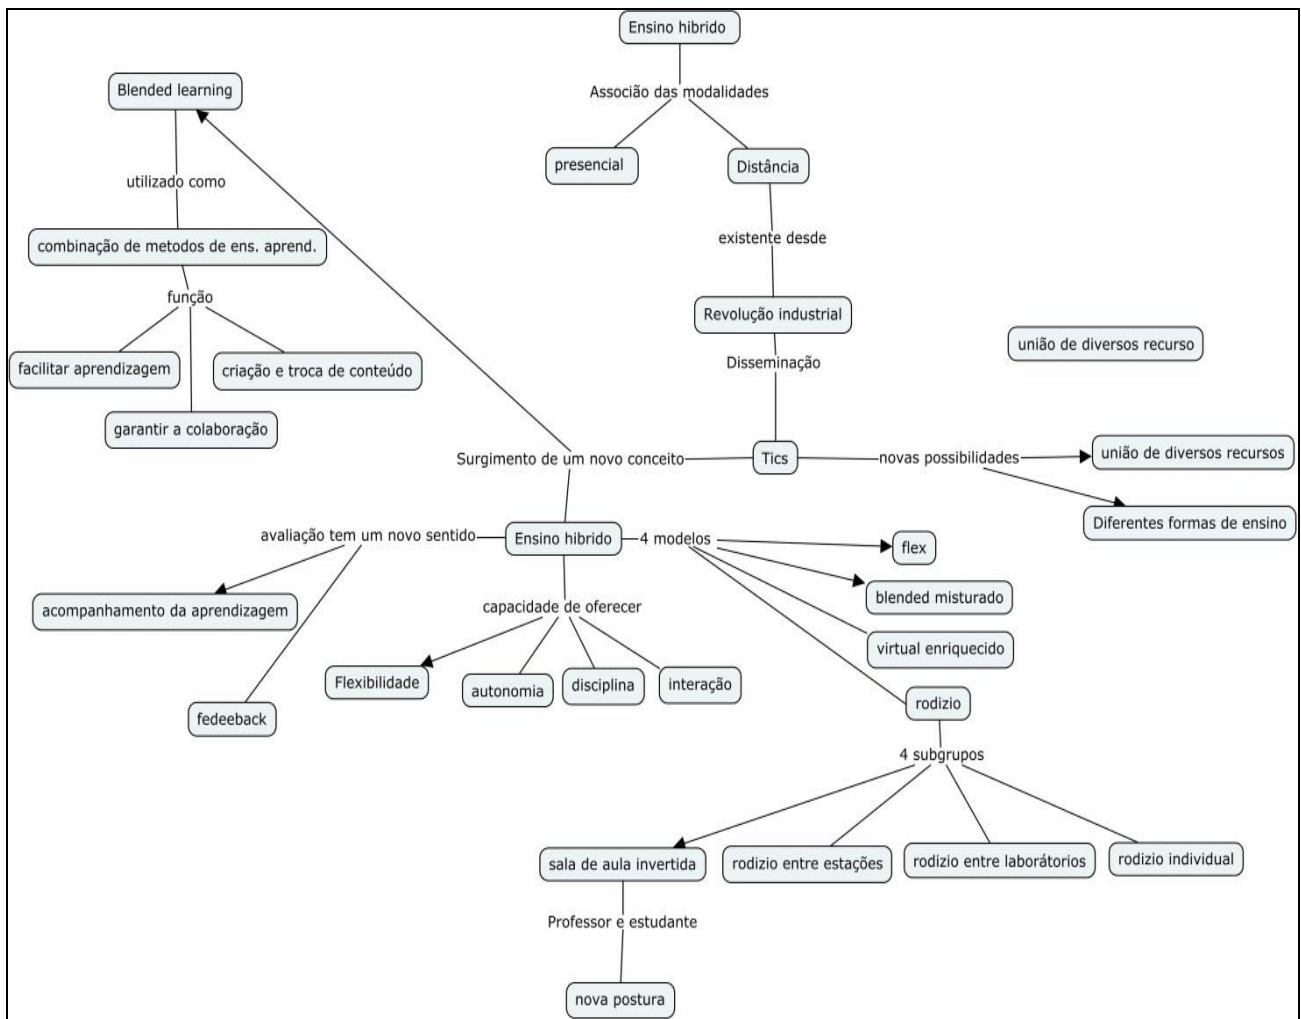 Ensino hibrido
Blended learning
Associão das modalidades
presencial
Distância
utilizado como
existente desde
combinação de metodos de ens. aprend.
função
Revolução industrial
união de diversos recurso
Disseminação
facilitar aprendizagem
criação e troca de conteúdo
garantir a colaboração
Surgimento de um novo conceito
Tics
novas possibilidades
união de diversos recursos
Diferentes formas de ensino
avaliação tem um novo sentido
Ensino hibrido
4 modelos
flex
acompanhamento da aprendizagem
capacidade de oferecer
blended misturado
virtual enriquecido
Flexibilidade
autonomia
disciplina
interação
fedeeback
rodizio
4 subgrupos
sala de aula invertida
rodizio entre estações
rodizio entre laborátorios
rodizio individual
Professor e estudante
nova postura